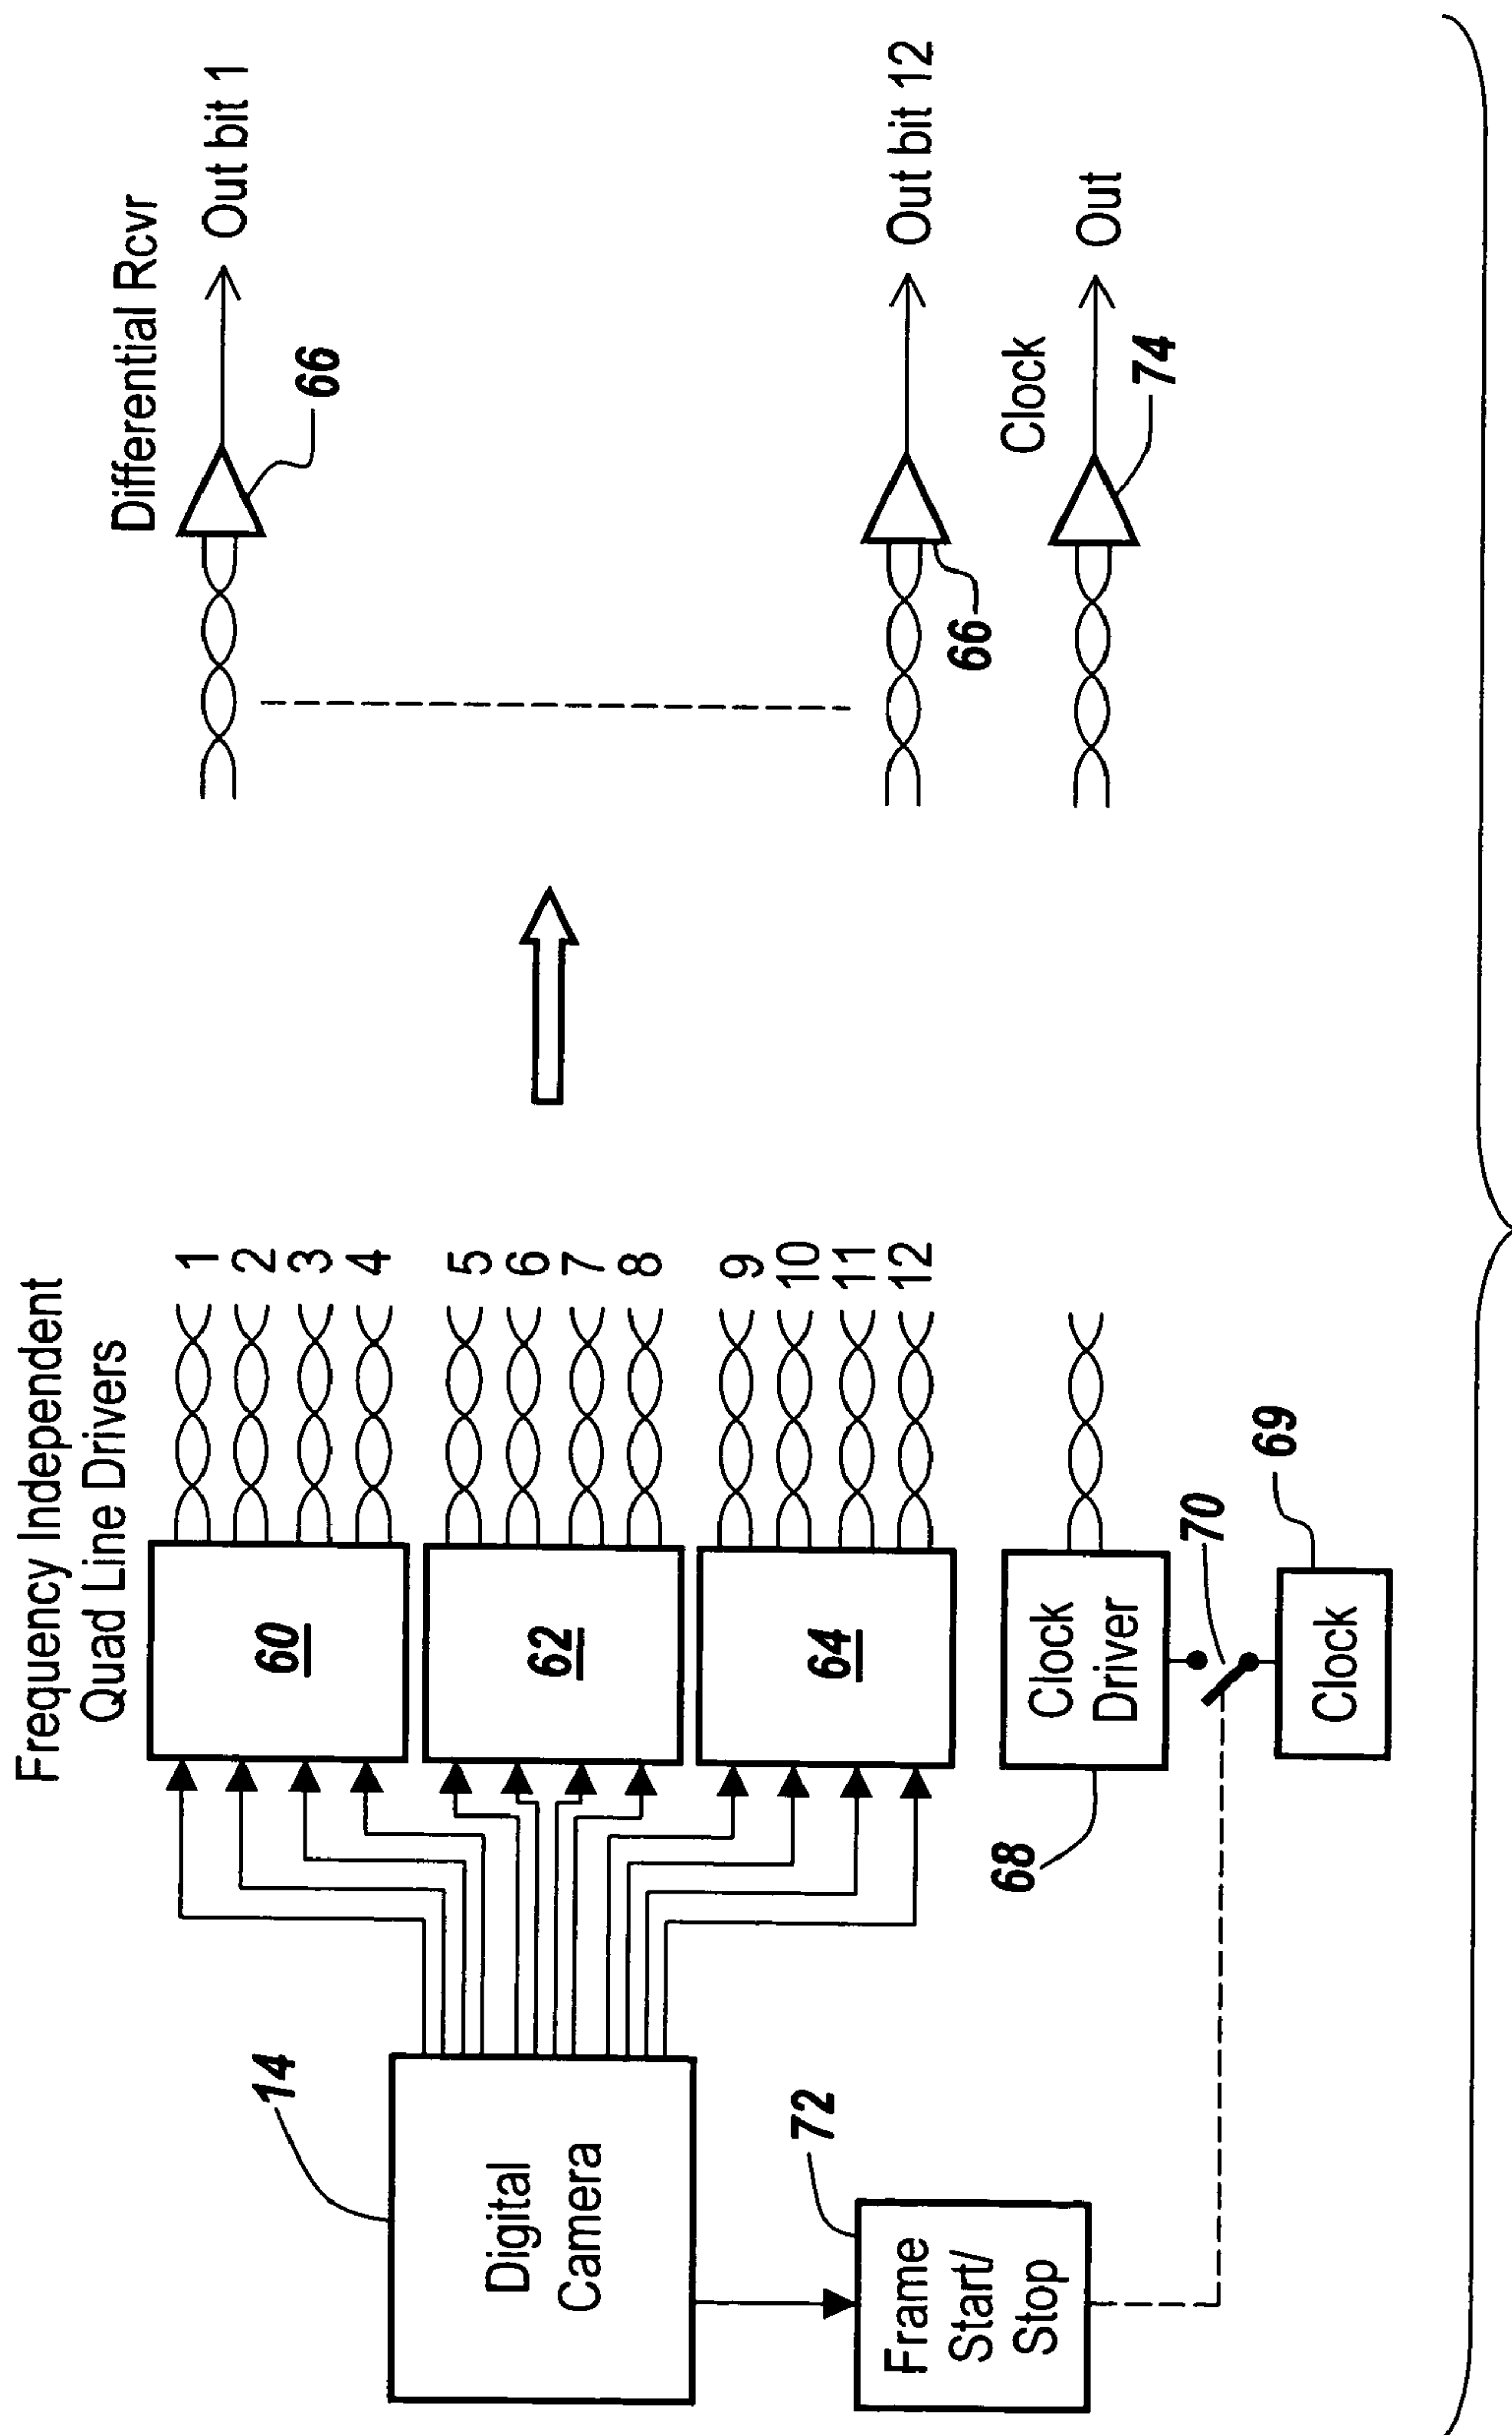 Frequency Independent
Quad Line Drivers
14
Digital
Camera
60
62
64
1
2
3
4
5
6
7
8
9
10
11
12
72
Frame
Start/
Stop
68
Clock
Driver
70
69
Clock
Differential Rcvr
66
Out bit 1
66
Out bit 12
Clock
74
Out